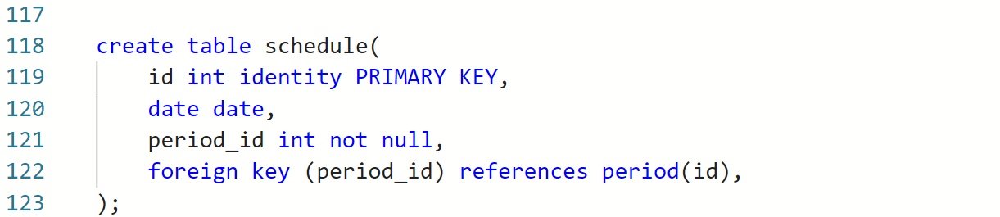 117
118 create table schedule(
119 id int identity PRIMARY KEY,
120 date date,
121 period_id int not null,
122 foreign key (period_id) references period(id),
123 );